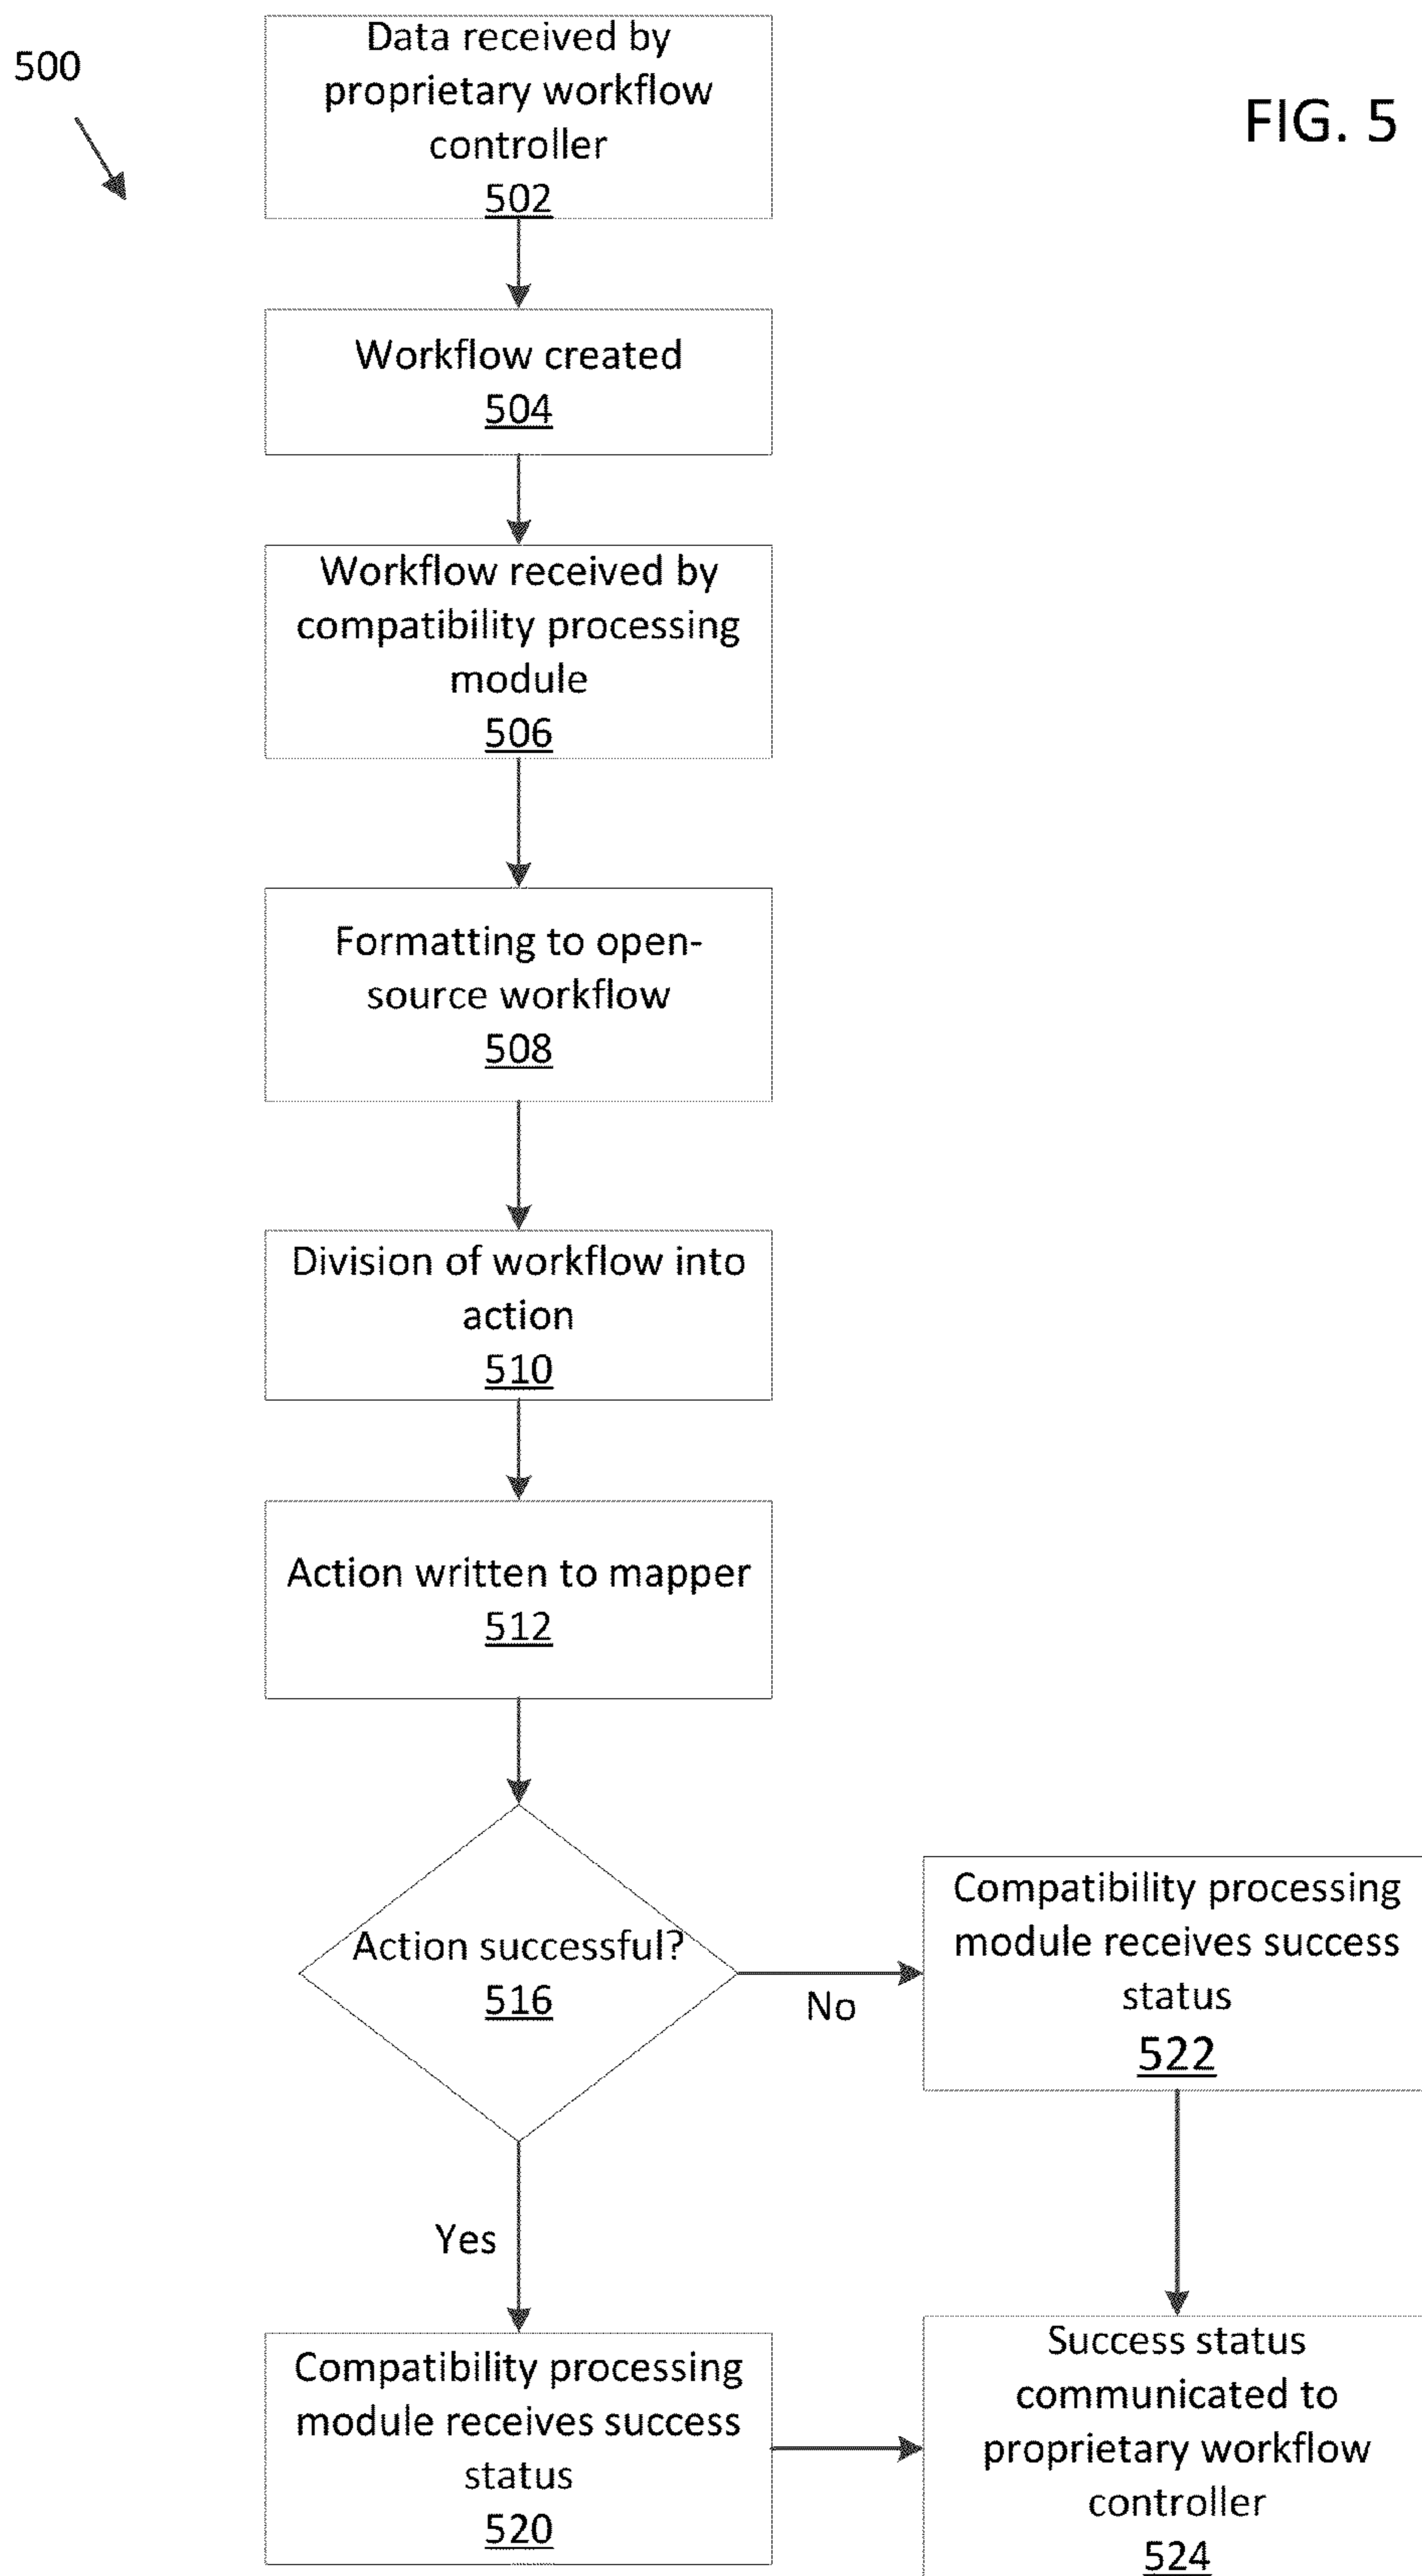 500
FIG. 5
Data received by
proprietary workflow
controller
502
Workflow created
504
Workflow received by
compatibility processing
module
506
Formatting to open-
source workflow
508
Division of workflow into
action
510
Action written to mapper
512
Action successful?
516
No
Compatibility processing
module receives success
status
522
Yes
Compatibility processing
module receives success
status
520
Success status
communicated to
proprietary workflow
controller
524